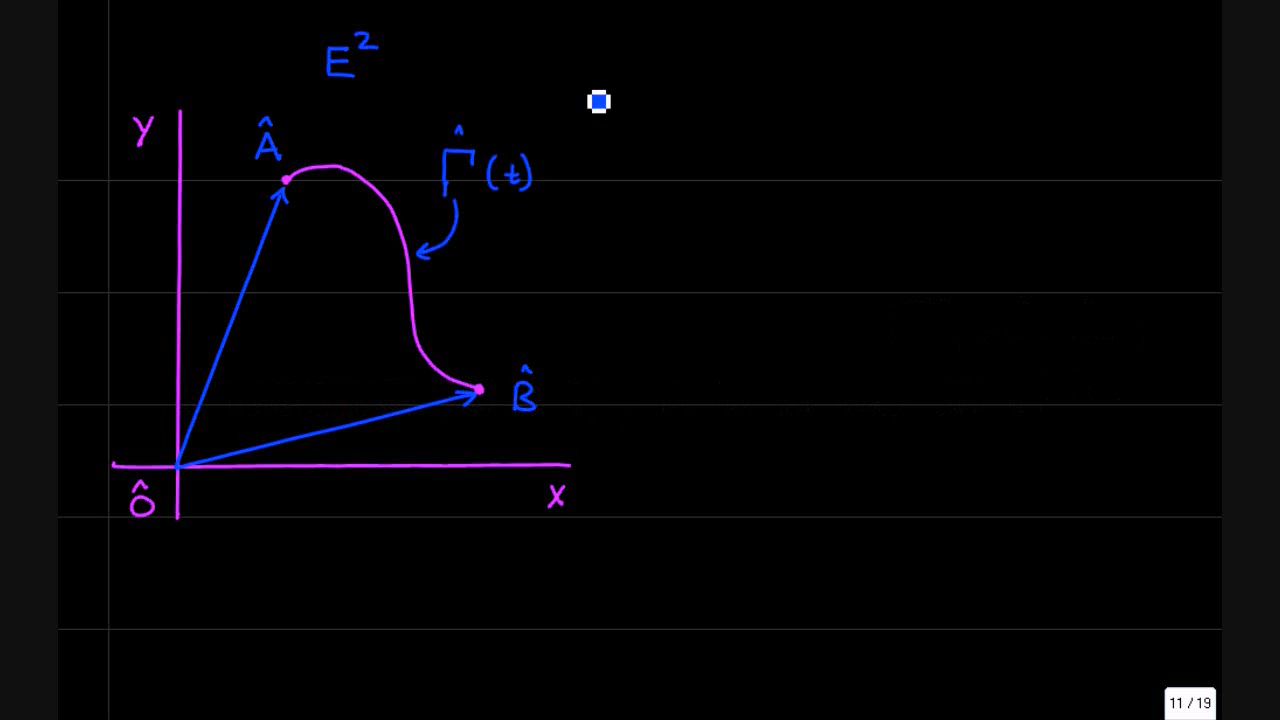 E²
y
Â
Γ̂(t)
B̂
Ô
x
11 / 19